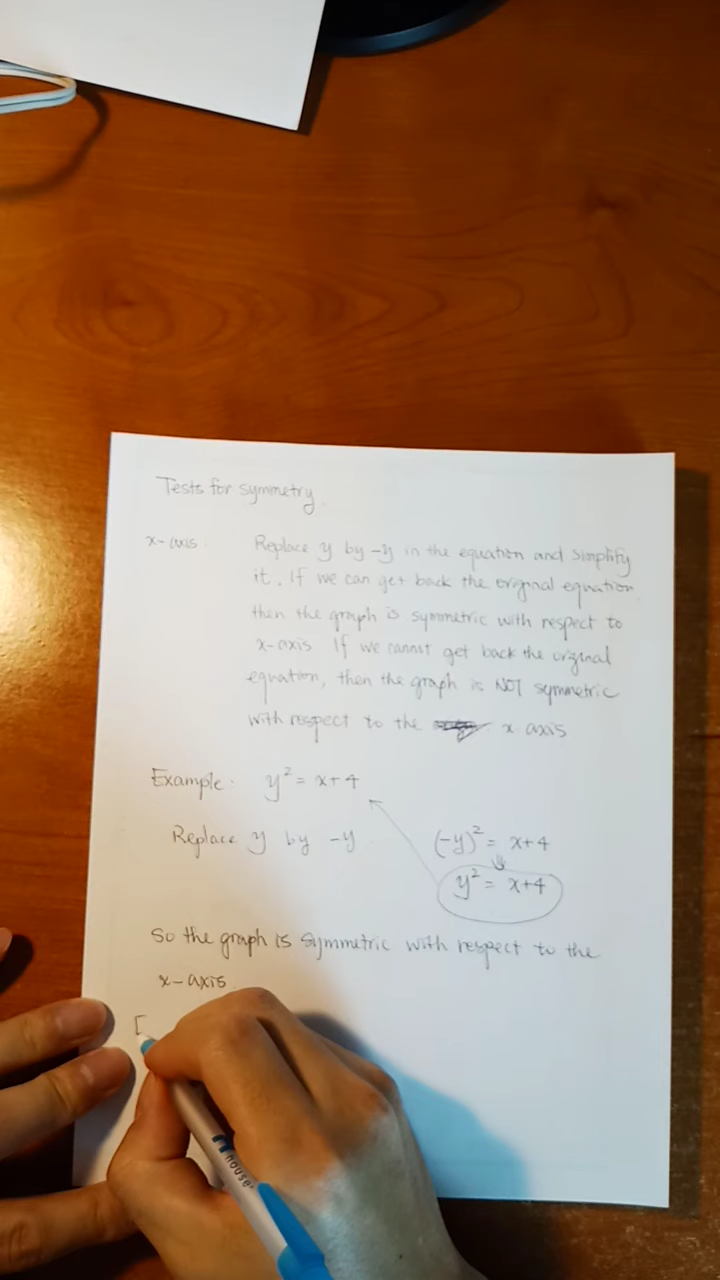 Tests for symmetry.
x-axis. Replace y by -y in the equation and simplify
it. If we can get back the original equation
then the graph is symmetric with respect to
x-axis If we cannot get back the original
equation, then the graph is NOT symmetric
with respect to the x axis
Example: y² = x+4
Replace y by -y (-y)² = x+4
⇓
y² = x+4
So the graph is symmetric with respect to the
x-axis.
house